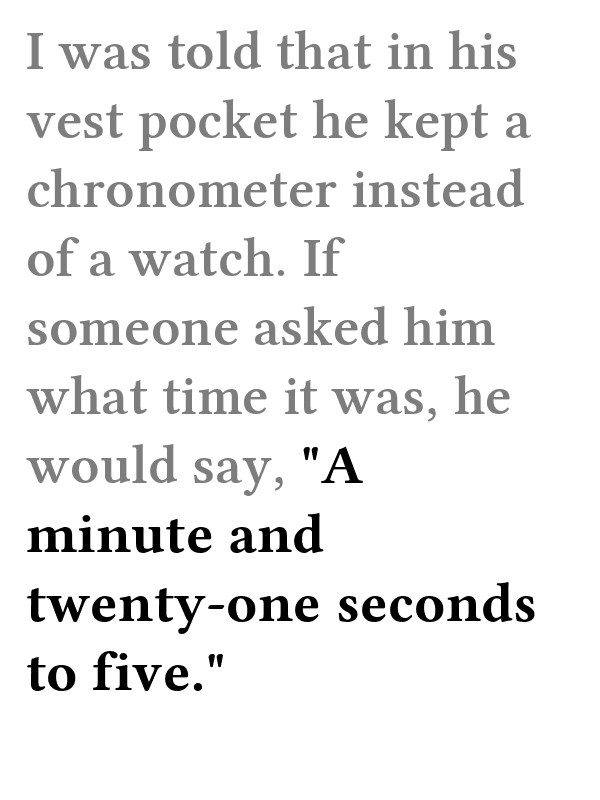 I was told that in his
vest pocket he kept a
chronometer instead
of a watch. If
someone asked him
what time it was, he
would say, "A
minute and
twenty-one seconds
to five."